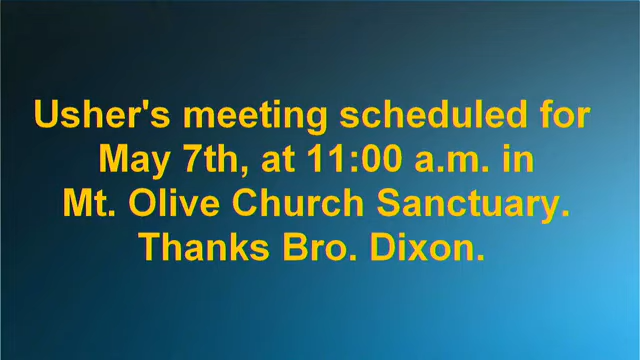 Usher's meeting scheduled for
May 7th, at 11:00 a.m. in
Mt. Olive Church Sanctuary.
Thanks Bro. Dixon.